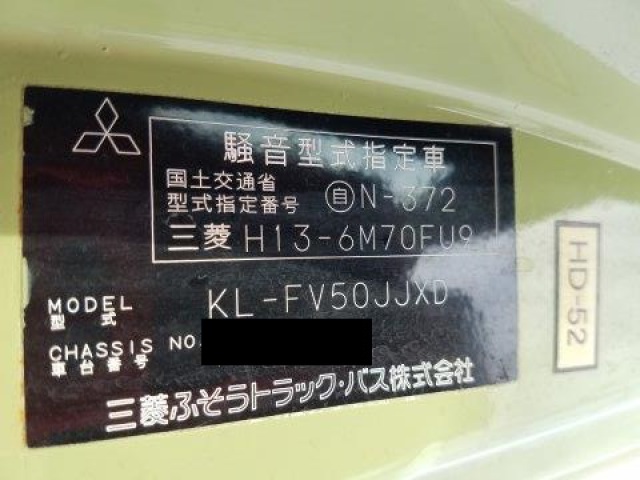 騒音型式指定車
国土交通省
型式指定番号 自N-372
三菱 H13-6M70FU9
MODEL KL-FV50JJXD
型式
CHASSIS NO.
車台番号
三菱ふそうトラック・バス株式会社
HD-52